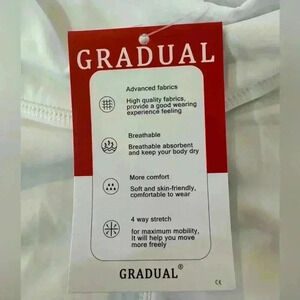 GRADUAL
Advanced fabrics
High quality fabrics,
provide a good wearing
experience feeling
Breathable
Breathable absorbent
and keep your body dry
More comfort
Soft and skin-friendly,
comfortable to wear
4 way stretch
for maximum mobility,
it will help you move
more freely
GRADUAL®
CE